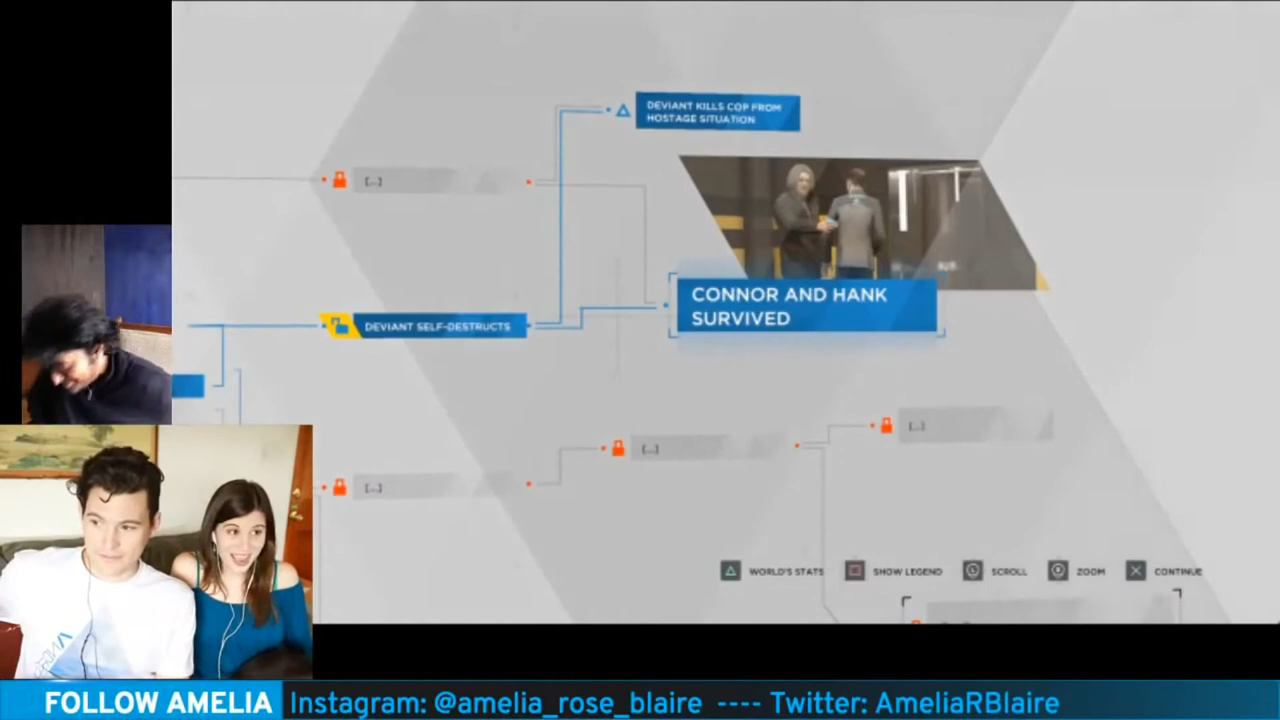 DEVIANT KILLS COP FROM
HOSTAGE SITUATION
[...]
CONNOR AND HANK
SURVIVED
DEVIANT SELF-DESTRUCTS
[...]
[...]
[...]
WORLD'S STATS
SHOW LEGEND
SCROLL
ZOOM
CONTINUE
FOLLOW AMELIA
Instagram: @amelia_rose_blaire ---- Twitter: AmeliaRBlaire